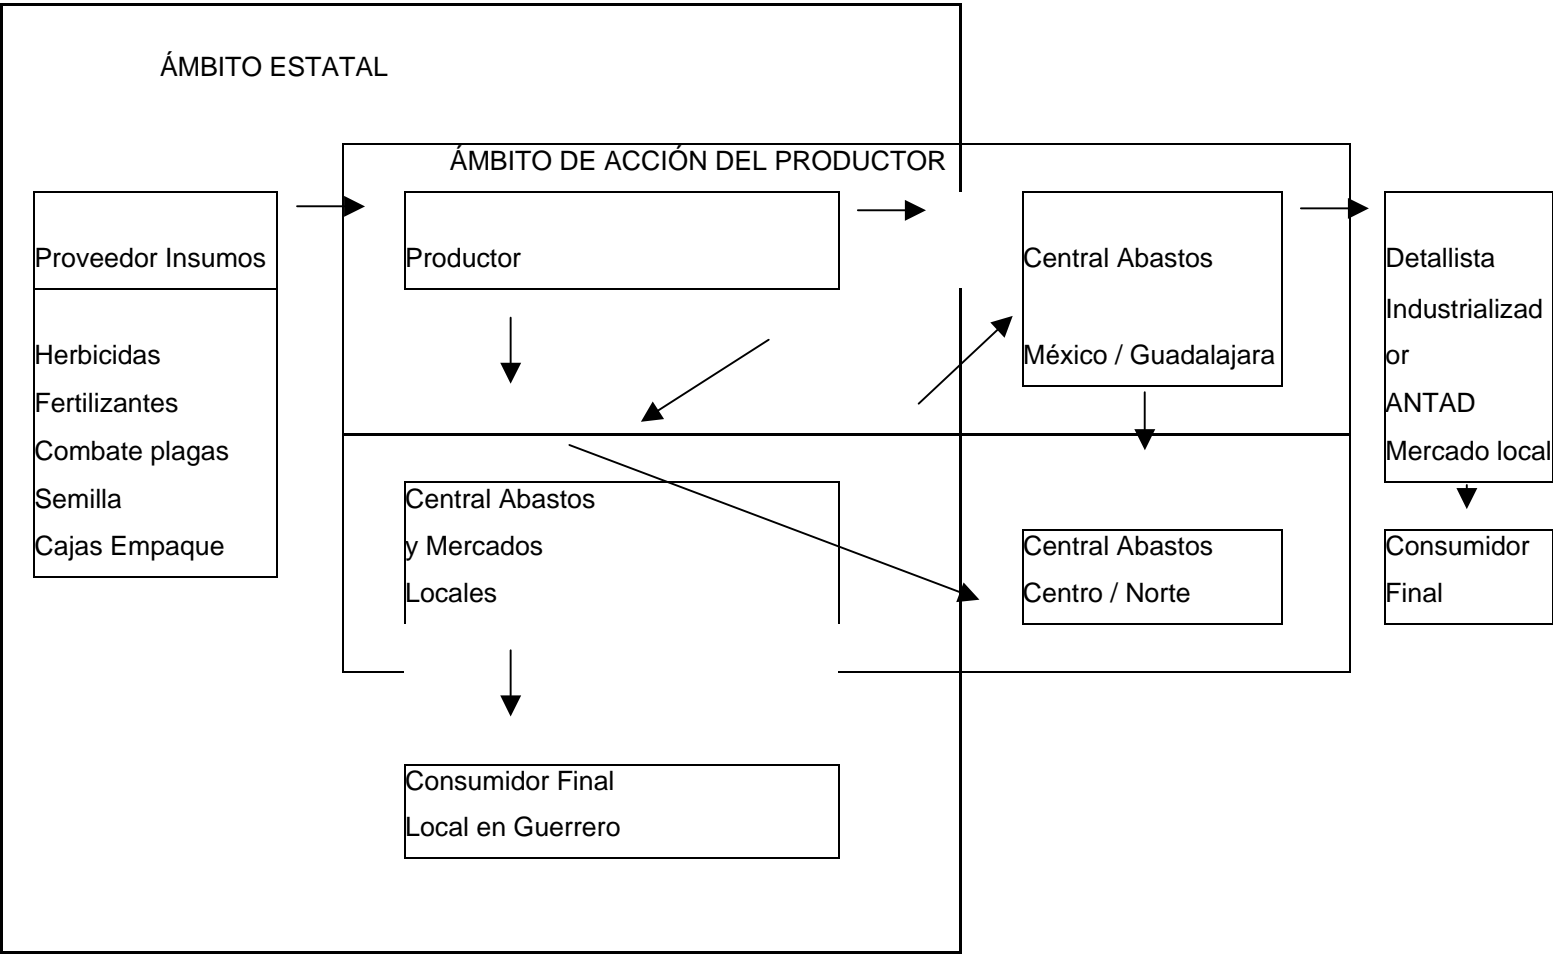 ÁMBITO ESTATAL
ÁMBITO DE ACCIÓN DEL PRODUCTOR
Proveedor Insumos
Herbicidas
Fertilizantes
Combate plagas
Semilla
Cajas Empaque
Productor
Central Abastos
México / Guadalajara
Detallista
Industrializad
or
ANTAD
Mercado local
Central Abastos
y Mercados
Locales
Central Abastos
Centro / Norte
Consumidor
Final
Consumidor Final
Local en Guerrero